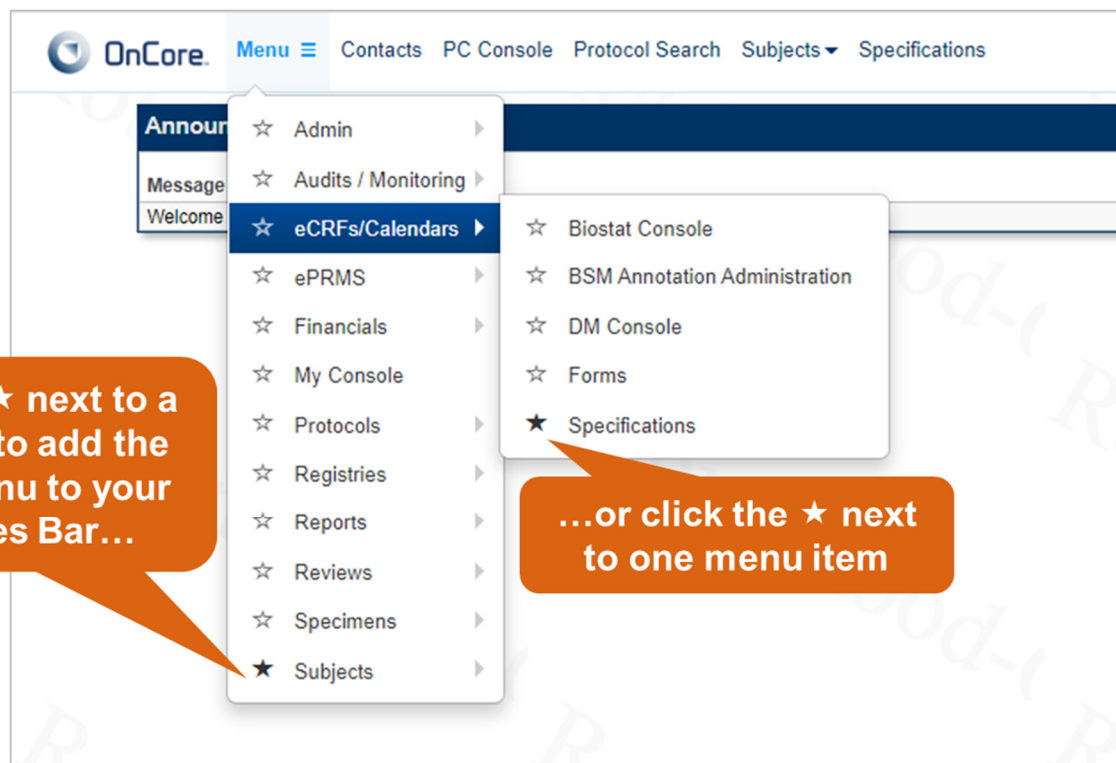 OnCore. Menu ≡ Contacts PC Console Protocol Search Subjects Specifications
Announ
Message
Welcome
Admin
Audits / Monitoring
eCRFs/Calendars
ePRMS
Financials
My Console
Protocols
Registries
Reports
Reviews
Specimens
★ Subjects
Biostat Console
BSM Annotation Administration
DM Console
Forms
★ Specifications
★ next to a
to add the
nu to your
es Bar…
…or click the ★ next
to one menu item